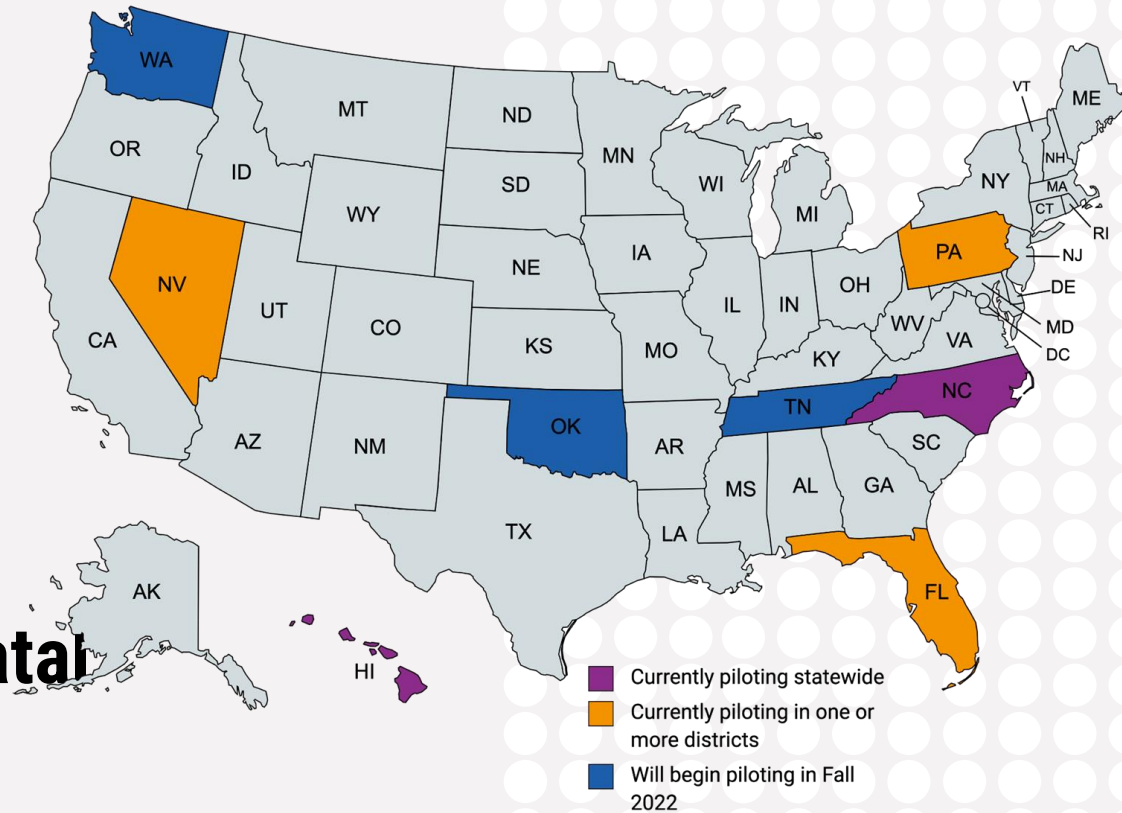 WA
MT
ND
MN
VT
ME
OR
ID
SD
WI
NH
NY
MA
WY
MI
CT
RI
IA
PA
NJ
NV
NE
OH
DE
UT
IL
IN
CO
WV
MD
CA
KS
MO
KY
VA
DC
NC
TN
AZ
NM
OK
AR
SC
MS
AL
GA
TX
LA
AK
FL
HI
Currently piloting statewide
Currently piloting in one or
more districts
Will begin piloting in Fall
2022